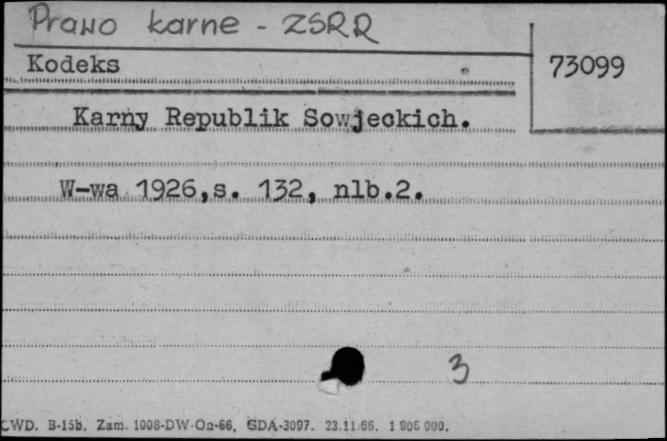 Prawo karne - ZSRR
Kodeks
73099
Karny Republik Sowjeckich.
W-wa 1926,s. 132, nlb.2.
3
CWD. B-15b. Zam. 1008-DW-Oa-66. GDA-3097. 23.11.66. 1 906 000.